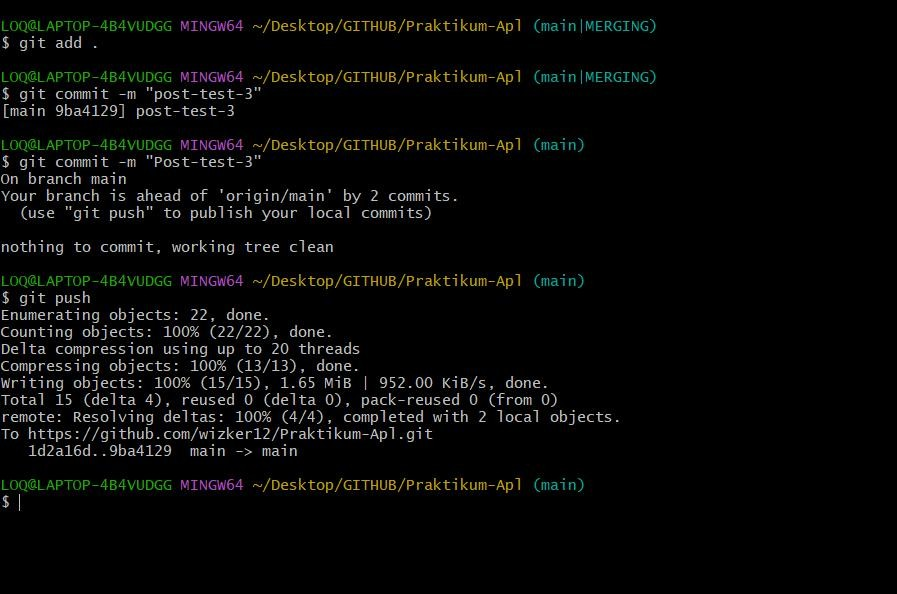 LOQ@LAPTOP-4B4VUDGG MINGW64 ~/Desktop/GITHUB/Praktikum-Apl (main|MERGING)
$ git add .
LOQ@LAPTOP-4B4VUDGG MINGW64 ~/Desktop/GITHUB/Praktikum-Apl (main|MERGING)
$ git commit -m "post-test-3"
[main 9ba4129] post-test-3
LOQ@LAPTOP-4B4VUDGG MINGW64 ~/Desktop/GITHUB/Praktikum-Apl (main)
$ git commit -m "Post-test-3"
On branch main
Your branch is ahead of 'origin/main' by 2 commits.
  (use "git push" to publish your local commits)
nothing to commit, working tree clean
LOQ@LAPTOP-4B4VUDGG MINGW64 ~/Desktop/GITHUB/Praktikum-Apl (main)
$ git push
Enumerating objects: 22, done.
Counting objects: 100% (22/22), done.
Delta compression using up to 20 threads
Compressing objects: 100% (13/13), done.
Writing objects: 100% (15/15), 1.65 MiB | 952.00 KiB/s, done.
Total 15 (delta 4), reused 0 (delta 0), pack-reused 0 (from 0)
remote: Resolving deltas: 100% (4/4), completed with 2 local objects.
To https://github.com/wizker12/Praktikum-Apl.git
   1d2a16d..9ba4129  main -> main
LOQ@LAPTOP-4B4VUDGG MINGW64 ~/Desktop/GITHUB/Praktikum-Apl (main)
$